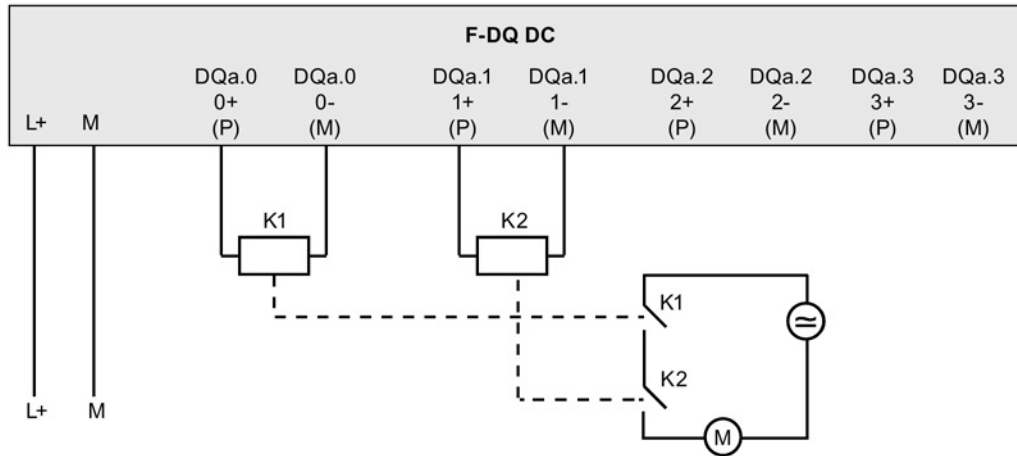 F-DQ DC
DQa.0 DQa.0 DQa.1 DQa.1 DQa.2 DQa.2 DQa.3 DQa.3
0+ 0- 1+ 1- 2+ 2- 3+ 3-
L+ M (P) (M) (P) (M) (P) (M) (P) (M)
K1 K2
K1
K2
L+ M
M